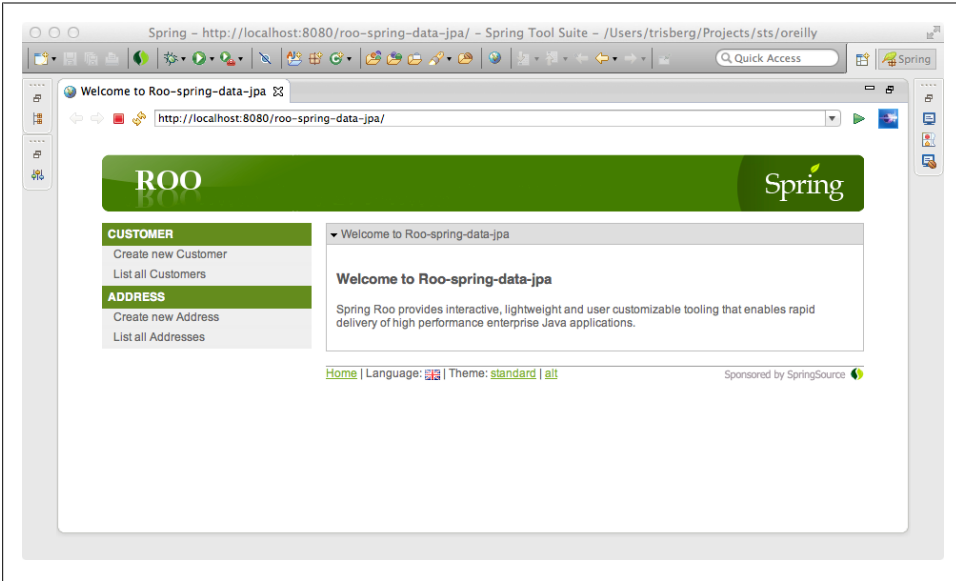 Spring – http://localhost:8080/roo-spring-data-jpa/ – Spring Tool Suite – /Users/trisberg/Projects/sts/oreilly
Quick Access
Spring
Welcome to Roo-spring-data-jpa
http://localhost:8080/roo-spring-data-jpa/
ROO
Spring
CUSTOMER
Create new Customer
List all Customers
ADDRESS
Create new Address
List all Addresses
Welcome to Roo-spring-data-jpa
Welcome to Roo-spring-data-jpa
Spring Roo provides interactive, lightweight and user customizable tooling that enables rapid
delivery of high performance enterprise Java applications.
Home | Language: | Theme: standard | alt
Sponsored by SpringSource